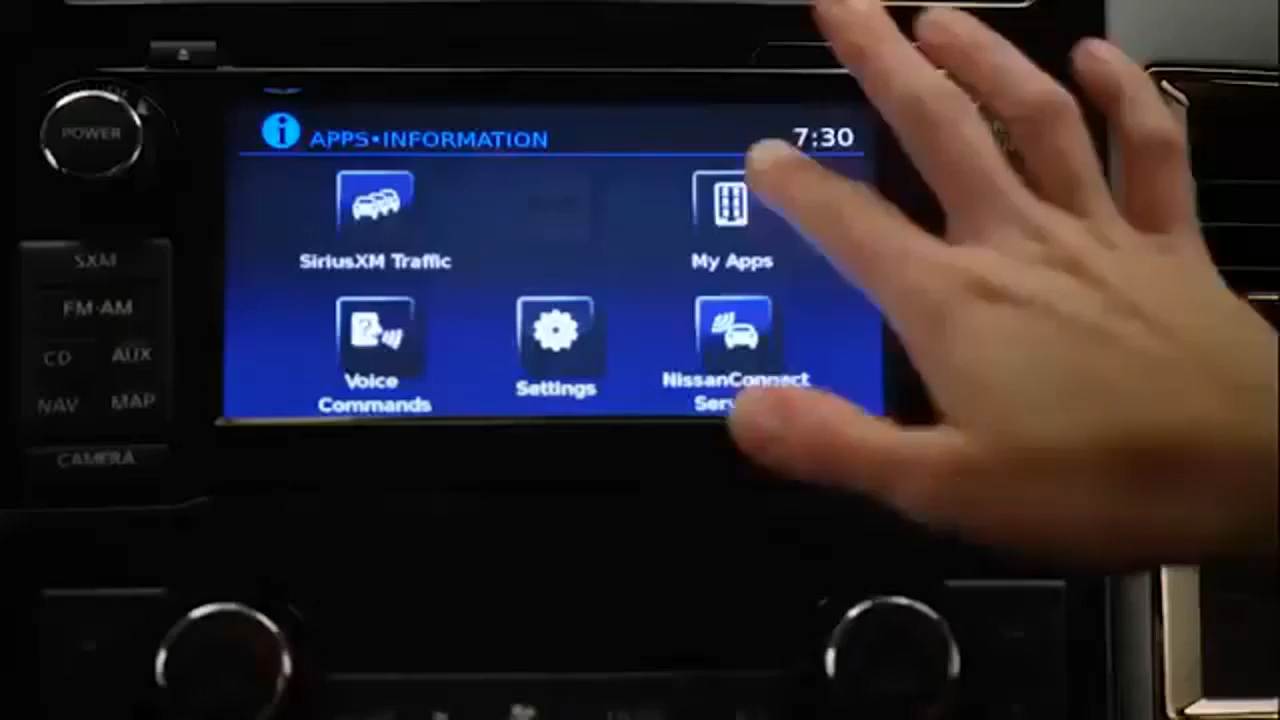 POWER
i APPS•INFORMATION 7:30
SiriusXM Traffic
My Apps
Voice
Commands
Settings
NissanConnect
SXM
FM·AM
CD AUX
NAV MAP
CAMERA